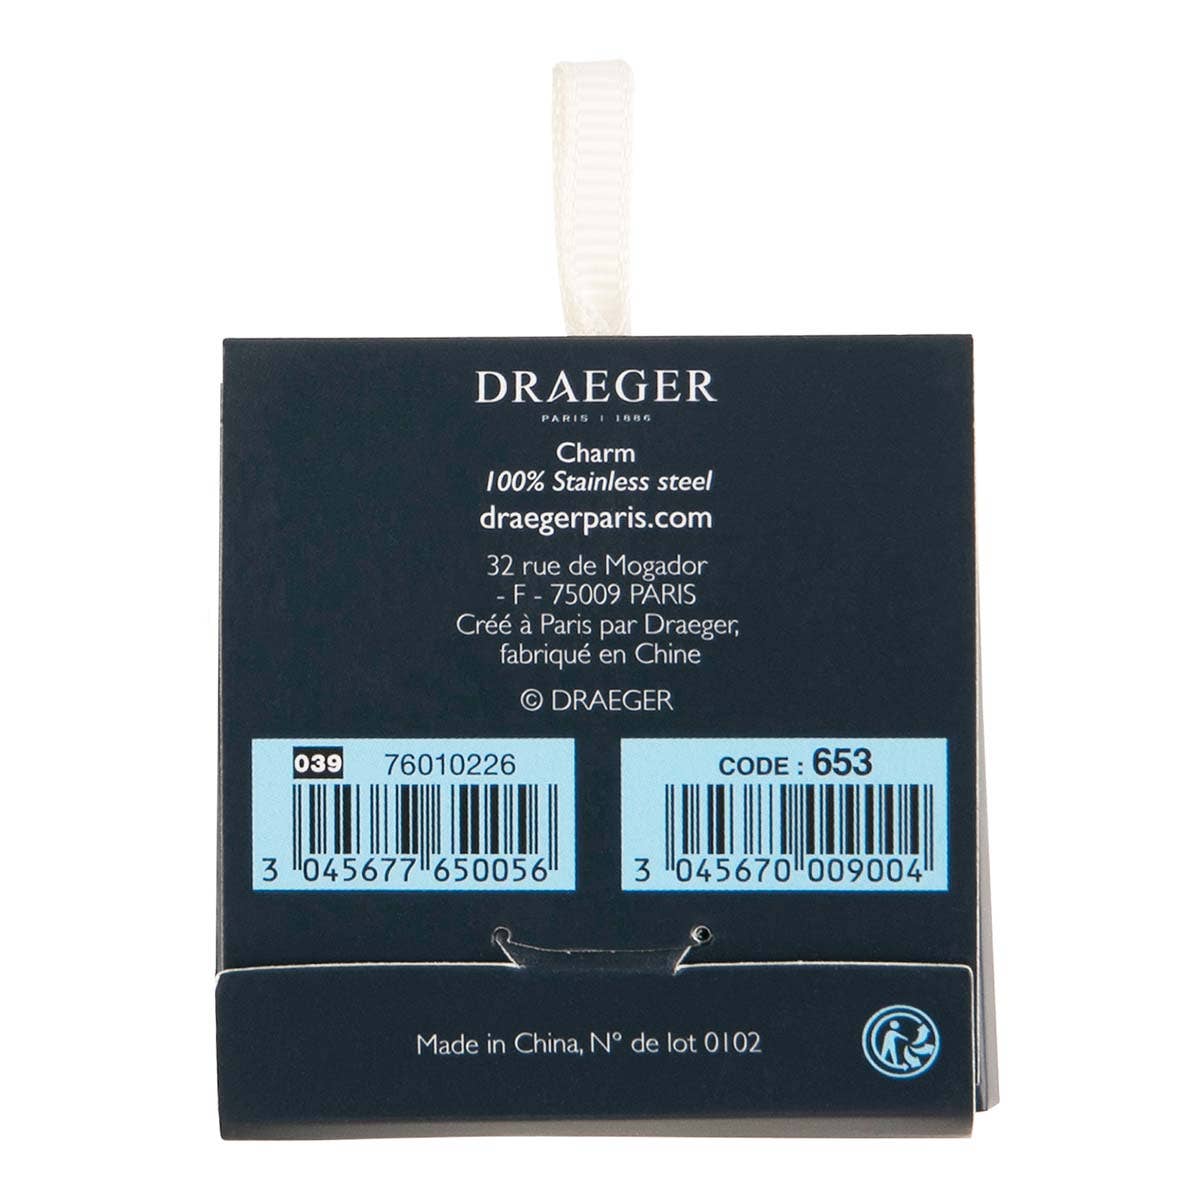 DRAEGER
PARIS | 1886
Charm
100% Stainless steel
draegerparis.com
32 rue de Mogador
- F - 75009 PARIS
Créé à Paris par Draeger,
fabriqué en Chine
© DRAEGER
039 76010226
3 045677 650056
CODE : 653
3 045670 009004
Made in China, N° de lot 0102